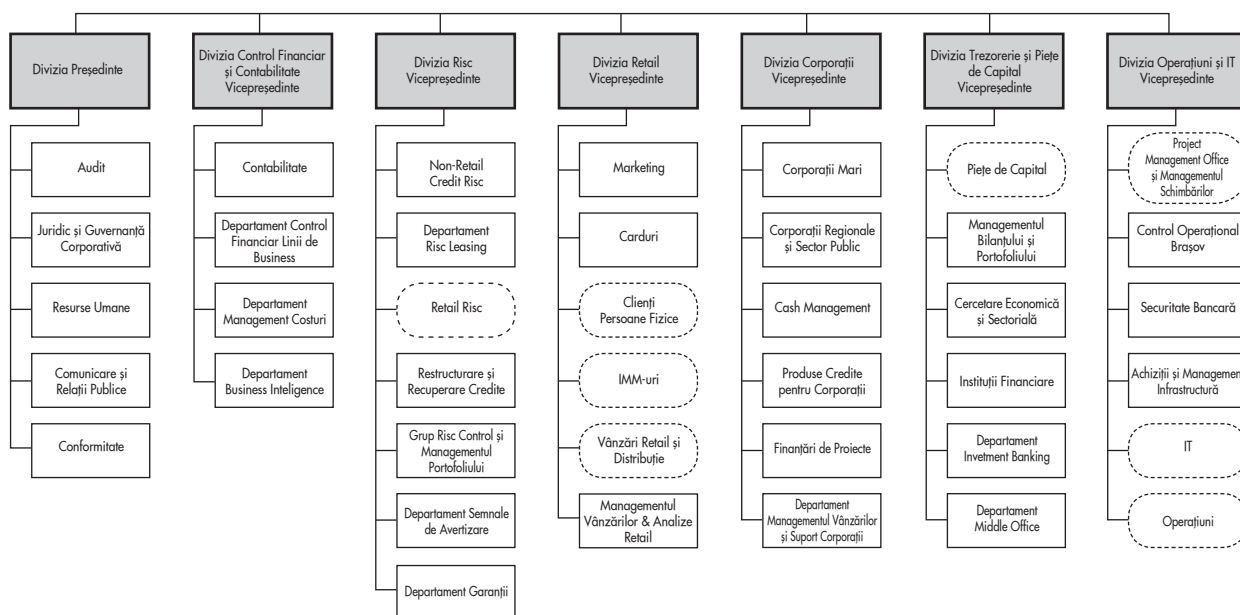 Divizia Președinte
Audit
Juridic și Guvernanță
Corporativă
Resurse Umane
Comunicare și
Relații Publice
Conformitate
Divizia Control Financiar
și Contabilitate
Vicepreședinte
Contabilitate
Departament Control
Financiar Linii de
Business
Departament
Management Costuri
Departament
Business Inteligence
Divizia Risc
Vicepreședinte
Non-Retail
Credit Risc
Departament
Risc Leasing
Retail Risc
Restructurare și
Recuperare Credite
Grup Risc Control și
Managementul
Portofoliului
Departament Semnale
de Avertizare
Departament Garanții
Divizia Retail
Vicepreședinte
Marketing
Carduri
Clienți
Persoane Fizice
IMM-uri
Vânzări Retail și
Distribuție
Managementul
Vânzărilor & Analize
Retail
Divizia Corporații
Vicepreședinte
Corporații Mari
Corporații Regionale
și Sector Public
Cash Management
Produse Credite
pentru Corporații
Finanțări de Proiecte
Departament
Managementul Vânzărilor
și Suport Corporații
Divizia Trezorerie și Piețe
de Capital
Vicepreședinte
Piețe de Capital
Managementul
Bilanțului și
Portofoliului
Cercetare Economică
și Sectorială
Instituții Financiare
Departament
Invetment Banking
Departament
Middle Office
Divizia Operațiuni și IT
Vicepreședinte
Project
Management Office
și Managementul
Schimbărilor
Control Operațional
Brașov
Securitate Bancară
Achiziții și Management
Infrastructură
IT
Operațiuni